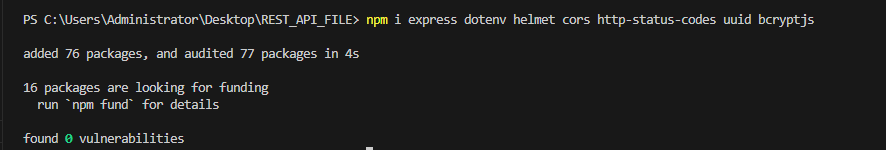 PS C:\Users\Administrator\Desktop\REST_API_FILE> npm i express dotenv helmet cors http-status-codes uuid bcryptjs
added 76 packages, and audited 77 packages in 4s
16 packages are looking for funding
  run `npm fund` for details
found 0 vulnerabilities